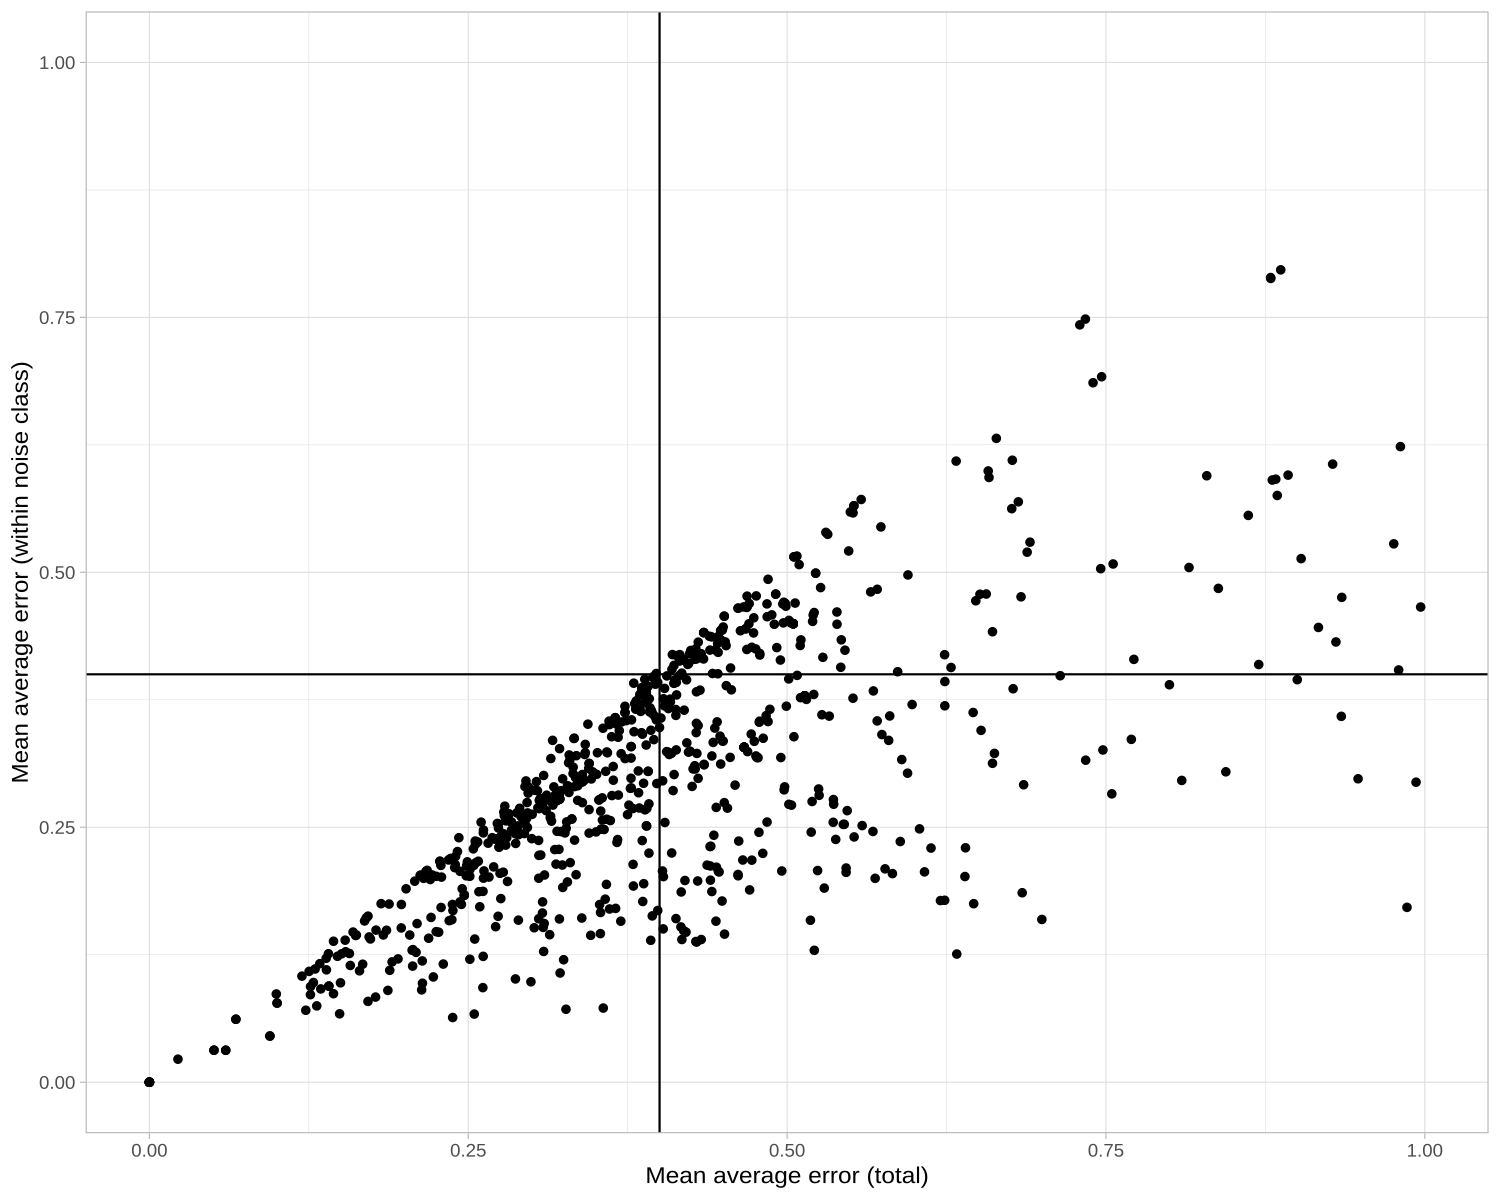 1.00
0.75
0.50
0.25
0.00
Mean average error (within noise class)
0.00 0.25 0.50 0.75 1.00
Mean average error (total)